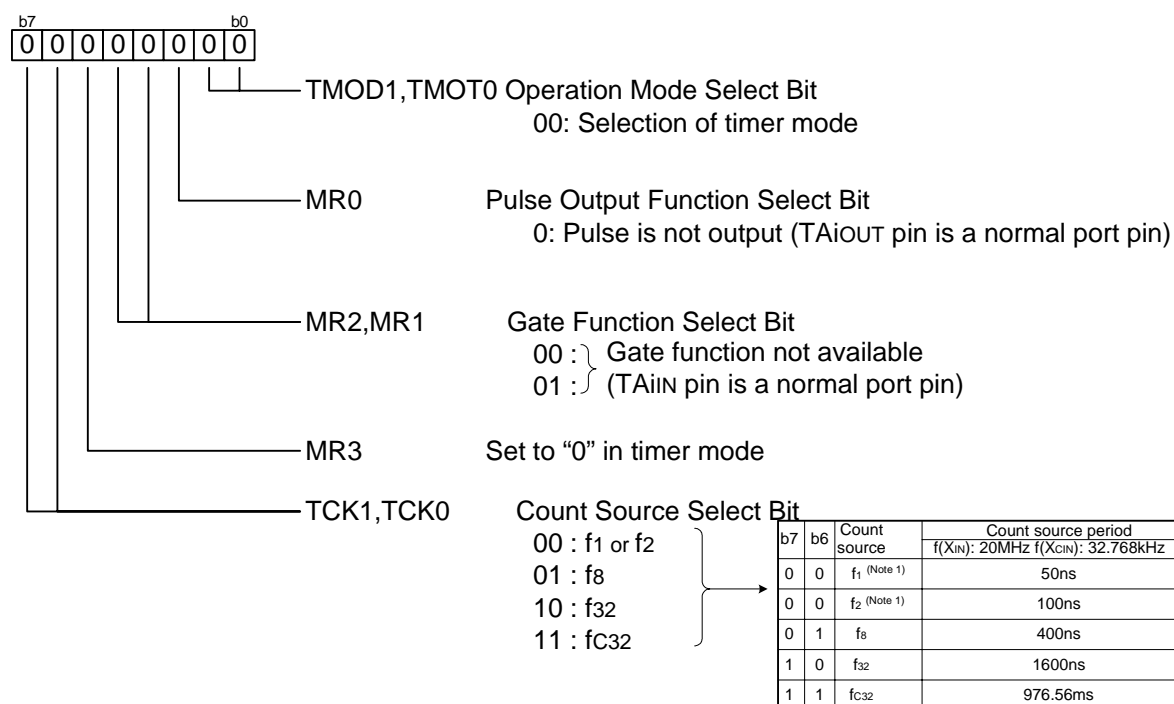 b7 b0
0 0 0 0 0 0 0 0
TMOD1,TMOT0 Operation Mode Select Bit
00: Selection of timer mode
MR0 Pulse Output Function Select Bit
0: Pulse is not output (TAiOUT pin is a normal port pin)
MR2,MR1 Gate Function Select Bit
00 : Gate function not available
01 : (TAiIN pin is a normal port pin)
MR3 Set to “0” in timer mode
TCK1,TCK0 Count Source Select Bit
00 : f1 or f2
01 : f8
10 : f32
11 : fC32
b7 b6 Count source Count source period
f(XIN): 20MHz f(XCIN): 32.768kHz
0 0 f1 (Note 1) 50ns
0 0 f2 (Note 1) 100ns
0 1 f8 400ns
1 0 f32 1600ns
1 1 fC32 976.56ms